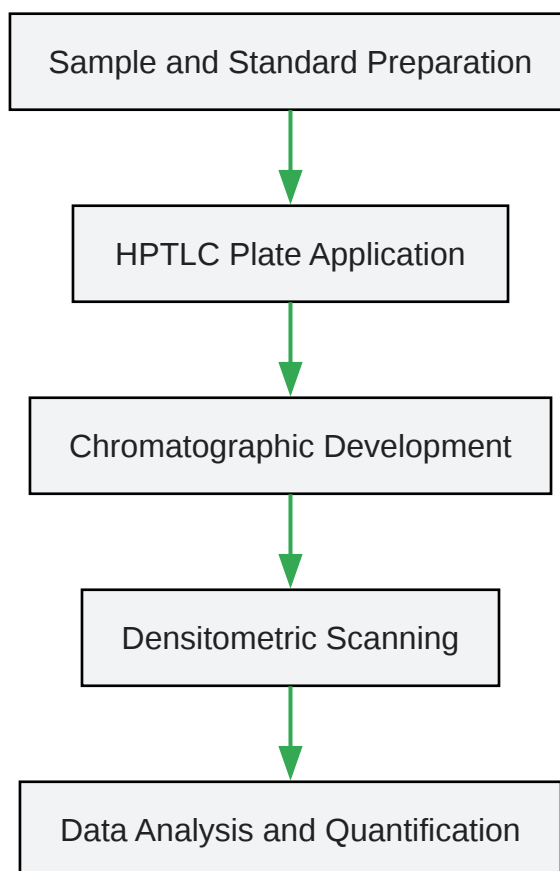 Sample and Standard Preparation
HPTLC Plate Application
Chromatographic Development
Densitometric Scanning
Data Analysis and Quantification